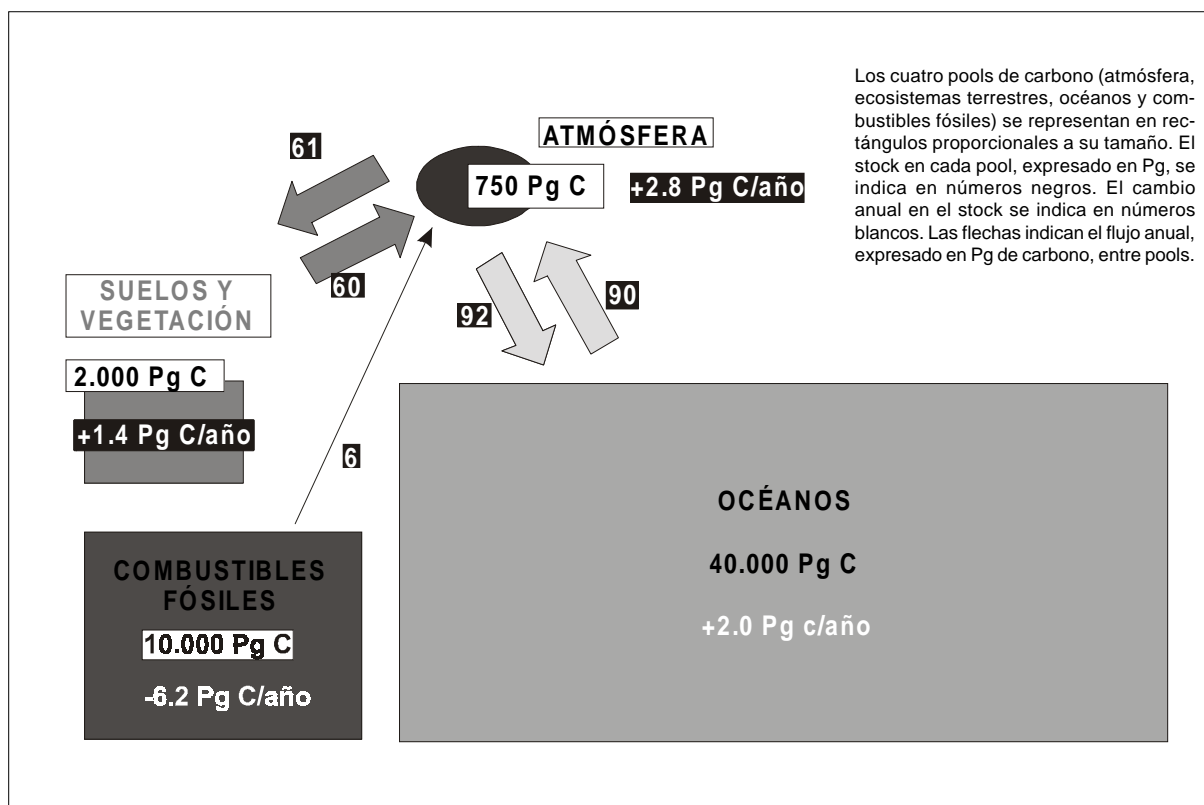 Los cuatro pools de carbono (atmósfera,
ecosistemas terrestres, océanos y com-
bustibles fósiles) se representan en rec-
tángulos proporcionales a su tamaño. El
stock en cada pool, expresado en Pg, se
indica en números negros. El cambio
anual en el stock se indica en números
blancos. Las flechas indican el flujo anual,
expresado en Pg de carbono, entre pools.
ATMÓSFERA
750 Pg C
+2.8 Pg C/año
61
60
92
90
SUELOS Y
VEGETACIÓN
2.000 Pg C
+1.4 Pg C/año
6
COMBUSTIBLES
FÓSILES
10.000 Pg C
-6.2 Pg C/año
OCÉANOS
40.000 Pg C
+2.0 Pg c/año